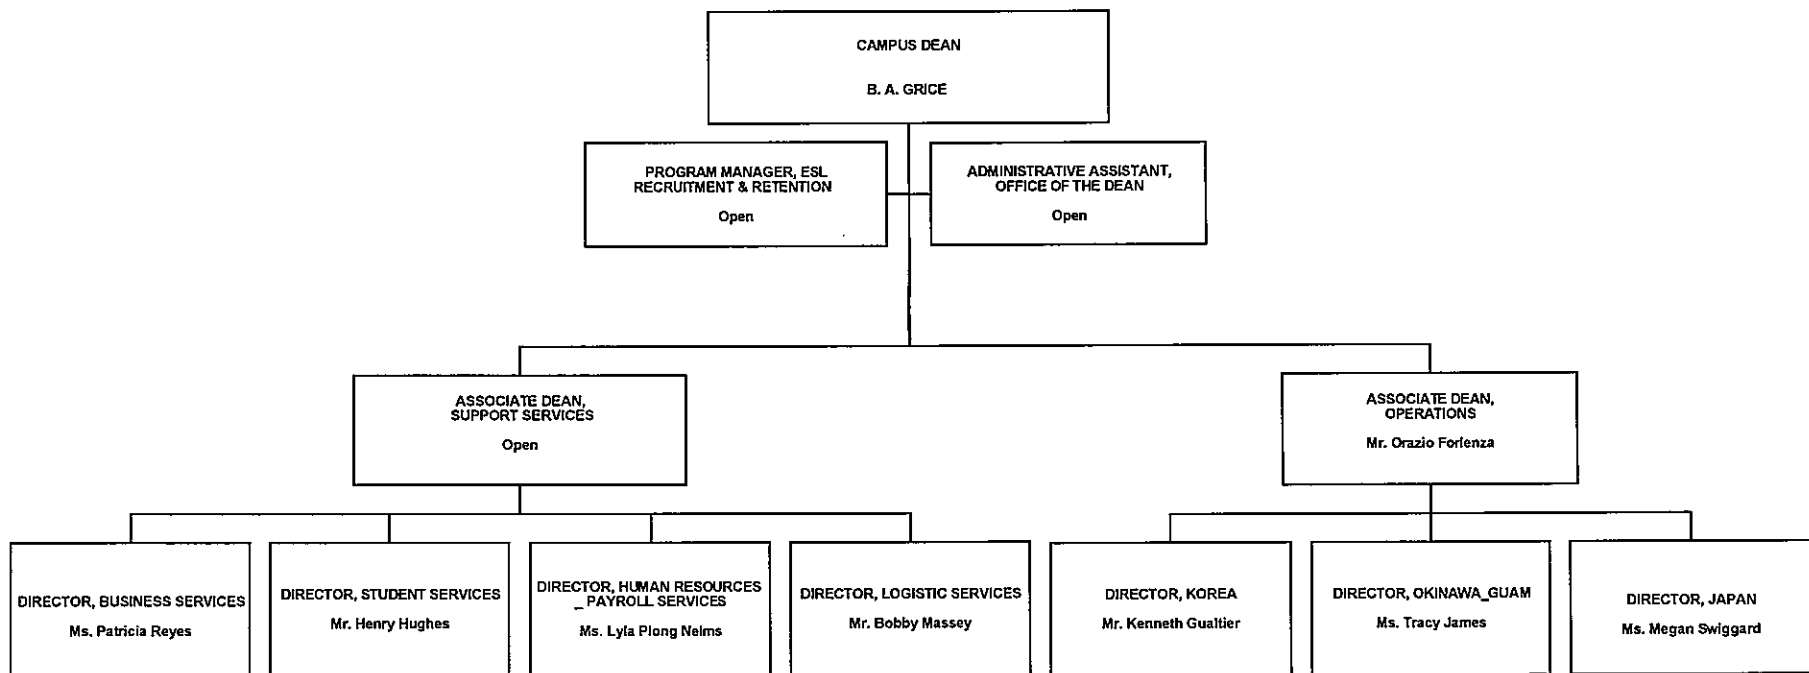 CAMPUS DEAN
B. A. GRICE
PROGRAM MANAGER, ESL
RECRUITMENT & RETENTION
Open
ADMINISTRATIVE ASSISTANT,
OFFICE OF THE DEAN
Open
ASSOCIATE DEAN,
SUPPORT SERVICES
Open
ASSOCIATE DEAN,
OPERATIONS
Mr. Orazio Forlenza
DIRECTOR, BUSINESS SERVICES
Ms. Patricia Reyes
DIRECTOR, STUDENT SERVICES
Mr. Henry Hughes
DIRECTOR, HUMAN RESOURCES
_ PAYROLL SERVICES
Ms. Lyla Plong Nelms
DIRECTOR, LOGISTIC SERVICES
Mr. Bobby Massey
DIRECTOR, KOREA
Mr. Kenneth Gualtier
DIRECTOR, OKINAWA_GUAM
Ms. Tracy James
DIRECTOR, JAPAN
Ms. Megan Swiggard